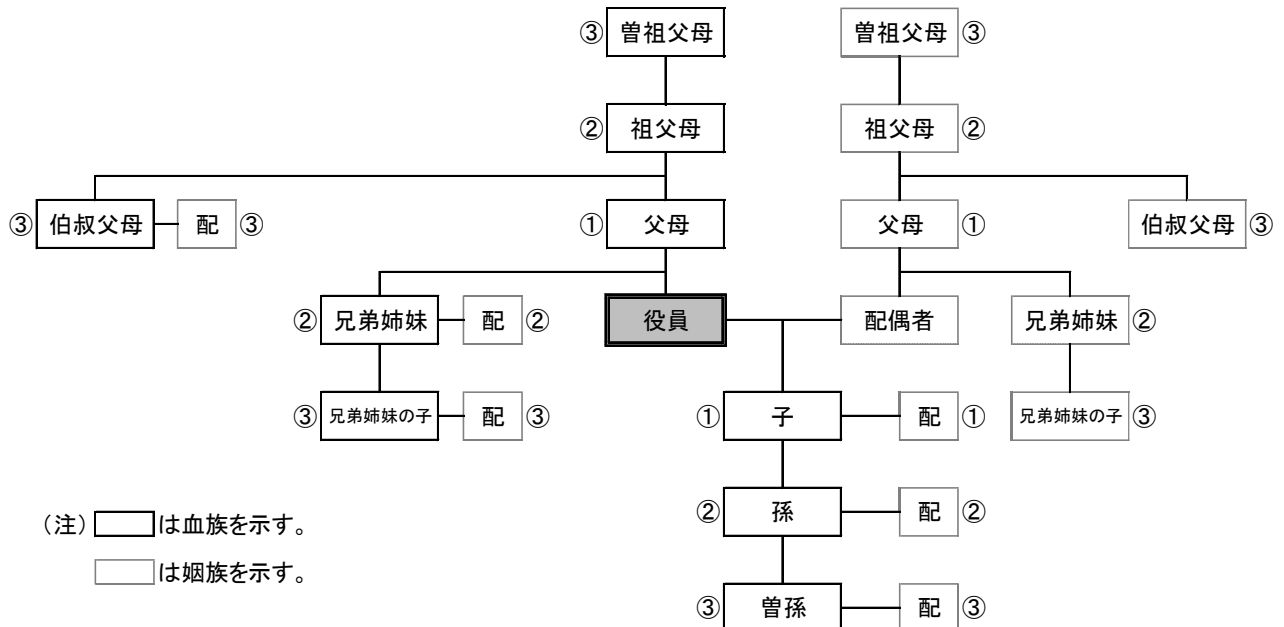 ③ 曽祖父母 曽祖父母 ③
② 祖父母 祖父母 ②
③ 伯叔父母 配 ③ ① 父母 父母 ① 伯叔父母 ③
② 兄弟姉妹 配 ② 役員 配偶者 兄弟姉妹 ②
③ 兄弟姉妹の子 配 ③ ① 子 配 ① 兄弟姉妹の子 ③
② 孫 配 ②
(注) は血族を示す。
は姻族を示す。
③ 曽孫 配 ③